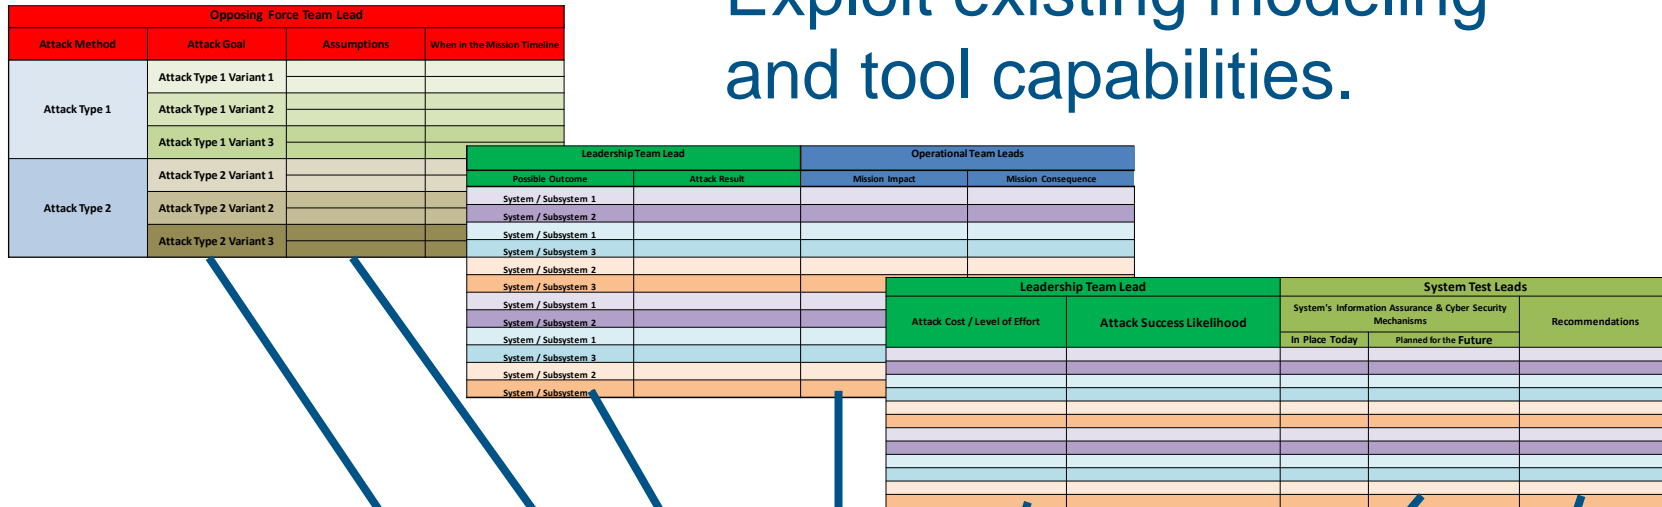 Exploit existing modeling
and tool capabilities.
Opposing Force Team Lead
Attack Method Attack Goal Assumptions When in the Mission Timeline
Attack Type 1
Attack Type 1 Variant 1
Attack Type 1 Variant 2
Attack Type 1 Variant 3
Attack Type 2
Attack Type 2 Variant 1
Attack Type 2 Variant 2
Attack Type 2 Variant 3
Leadership Team Lead Operational Team Leads
Possible Outcome Attack Result Mission Impact Mission Consequence
System / Subsystem 1
System / Subsystem 2
System / Subsystem 1
System / Subsystem 3
System / Subsystem 2
System / Subsystem 3
System / Subsystem 1
System / Subsystem 2
System / Subsystem 1
System / Subsystem 3
System / Subsystem 2
System / Subsystem
Leadership Team Lead System Test Leads
Attack Cost / Level of Effort Attack Success Likelihood
System's Information Assurance & Cyber Security
Mechanisms
Recommendations
In Place Today Planned for the Future